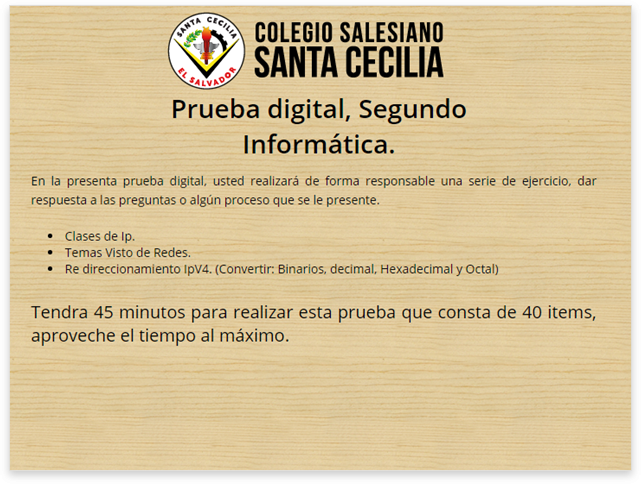 SANTA CECILIA
EL SALVADOR
COLEGIO SALESIANO
SANTA CECILIA
Prueba digital, Segundo
Informática.
En la presenta prueba digital, usted realizará de forma responsable una serie de ejercicio, dar
respuesta a las preguntas o algún proceso que se le presente.
• Clases de Ip.
• Temas Visto de Redes.
• Re direccionamiento IpV4. (Convertir: Binarios, decimal, Hexadecimal y Octal)
Tendra 45 minutos para realizar esta prueba que consta de 40 items,
aproveche el tiempo al máximo.